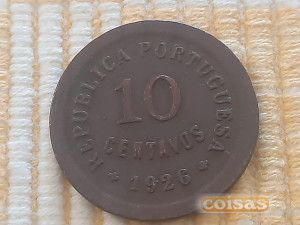 REPUBLICA PORTUGUESA
10
CENTAVOS
* 1926 *
coisas